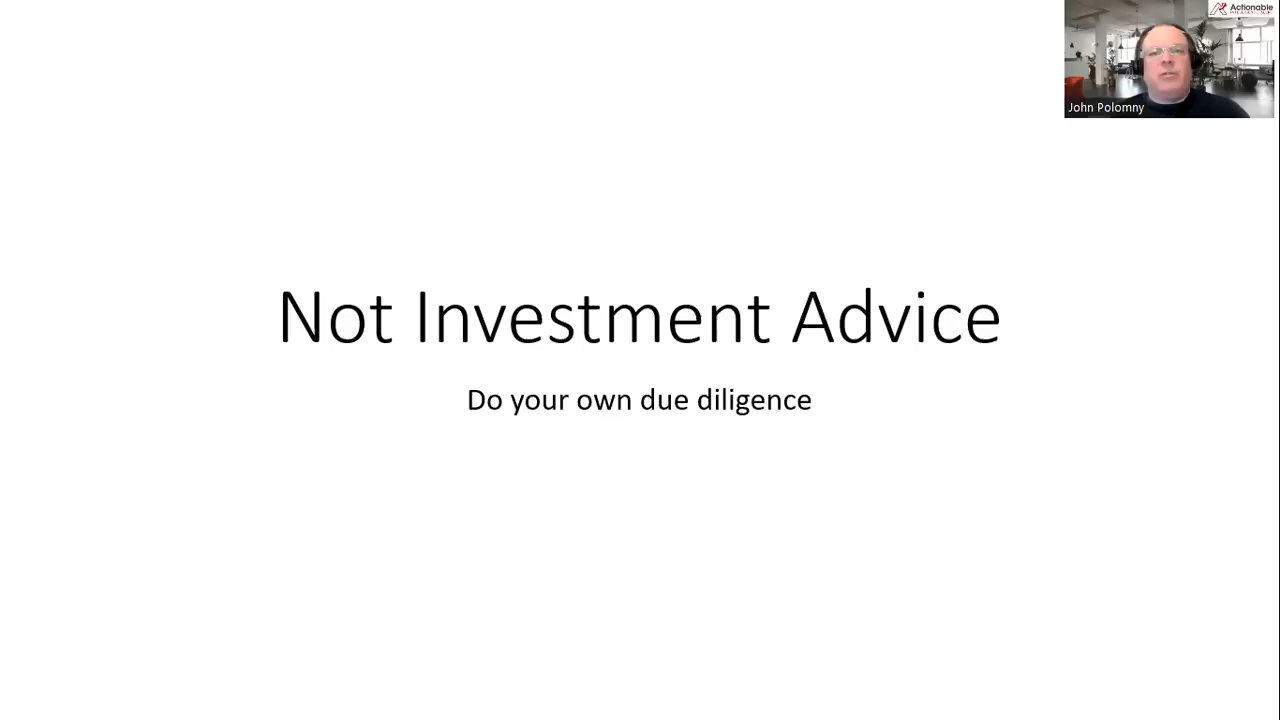 Actionable
John Polomny
Not Investment Advice
Do your own due diligence